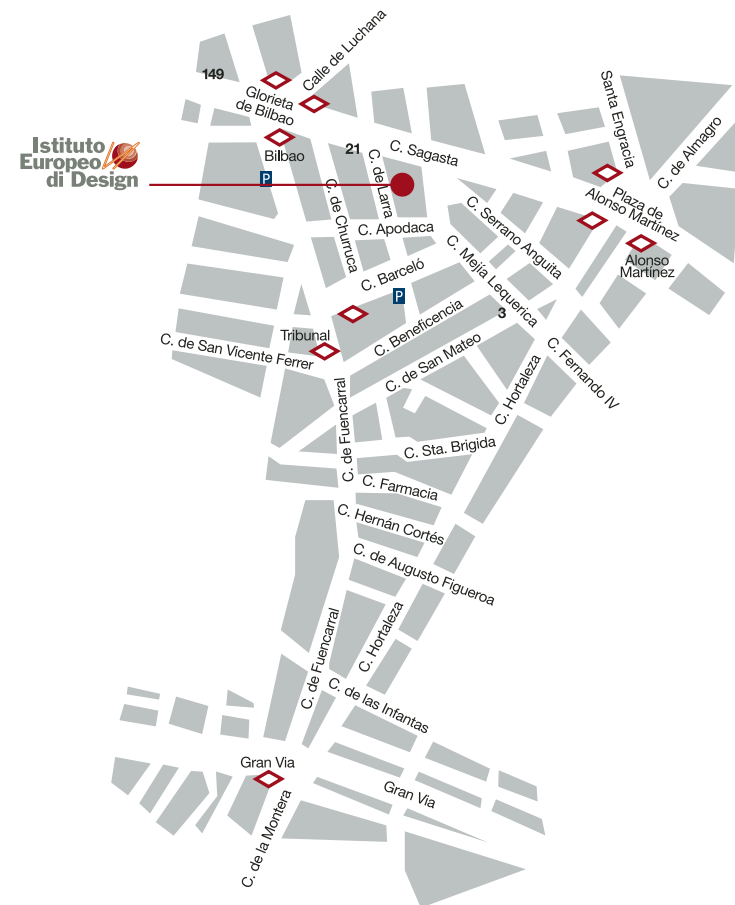 Calle de Luchana
149
Glorieta
de Bilbao
Santa Engracia
C. de Almagro
Istituto
Europeo
di Design
Bilbao
21
C. Sagasta
P
C. de Larra
C. de Churruca
C. Apodaca
C. Serrano Anguita
Plaza de
Alonso Martínez
Alonso
Martínez
C. Barceló
C. Mejía Lequerica
P
3
Tribunal
C. Beneficencia
C. de San Vicente Ferrer
C. de San Mateo
C. Fernando IV
C. Hortaleza
C. de Fuencarral
C. Sta. Brigida
C. Farmacia
C. Hernán Cortés
C. de Augusto Figueroa
C. de Fuencarral
C. Hortaleza
C. de las Infantas
Gran Via
Gran Via
C. de la Montera